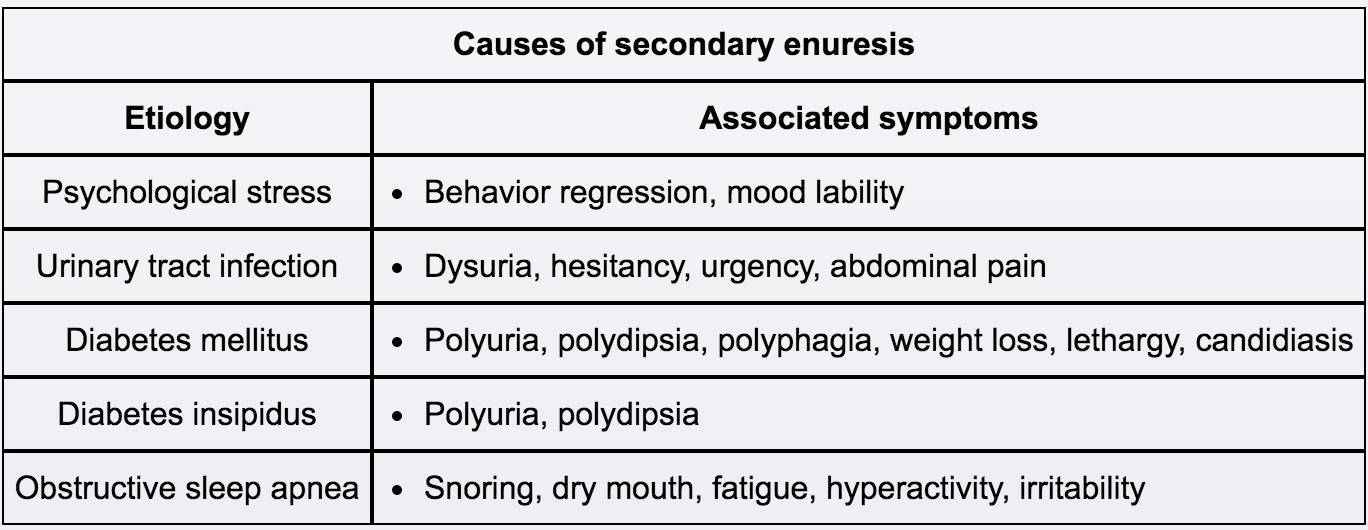 Causes of secondary enuresis
Etiology Associated symptoms
Psychological stress • Behavior regression, mood lability
Urinary tract infection • Dysuria, hesitancy, urgency, abdominal pain
Diabetes mellitus • Polyuria, polydipsia, polyphagia, weight loss, lethargy, candidiasis
Diabetes insipidus • Polyuria, polydipsia
Obstructive sleep apnea • Snoring, dry mouth, fatigue, hyperactivity, irritability